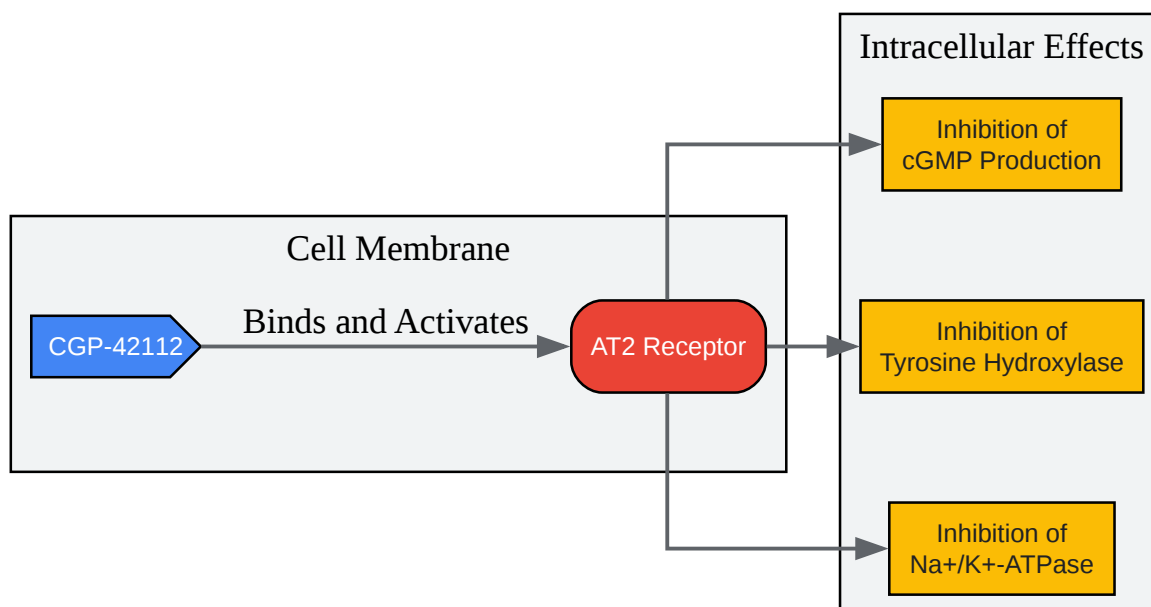 Intracellular Effects
Inhibition of
cGMP Production
Cell Membrane
Binds and Activates
CGP-42112
AT2 Receptor
Inhibition of
Tyrosine Hydroxylase
Inhibition of
Na+/K+-ATPase